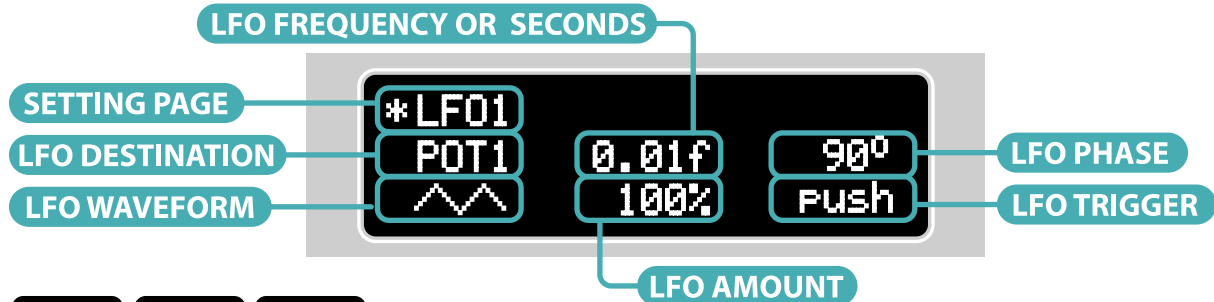 LFO FREQUENCY OR SECONDS
SETTING PAGE
*LFO1
LFO DESTINATION
POT1
0.01f
90º
LFO PHASE
LFO WAVEFORM
100%
push
LFO TRIGGER
LFO AMOUNT